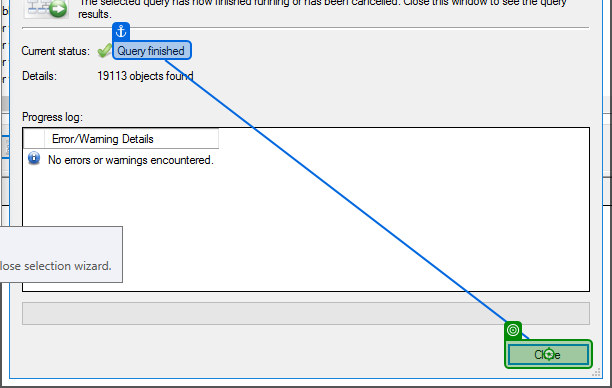 The selected query has now finished running or has been cancelled. Close this window to see the query
results.
Current status: Query finished
Details: 19113 objects found
Progress log:
Error/Warning Details
No errors or warnings encountered.
lose selection wizard.
Close